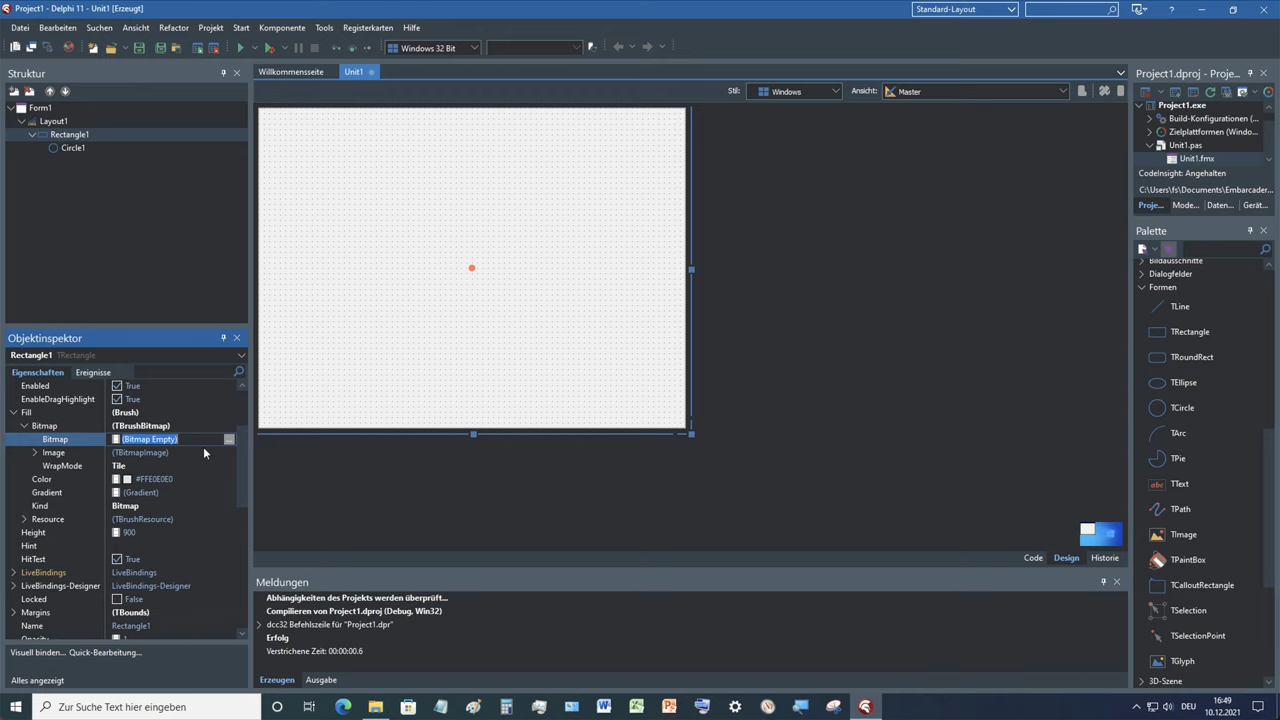 Project1 - Delphi 11 - Unit1 [Erzeugt]
Standard-Layout
Datei Bearbeiten Suchen Ansicht Refactor Projekt Start Komponente Tools Registerkarten Hilfe
Windows 32 Bit
Struktur
Form1
Layout1
Rectangle1
Circle1
Willkommensseite Unit1
Stil: Windows Ansicht: Master
Project1.dproj - Proje...
Project1.exe
Build-Konfigurationen (...
Zielplattformen (Windo...
Unit1.pas
Unit1.fmx
CodeInsight: Angehalten
C:\Users\fs\Documents\Embarcader...
Proje... Mode... Daten... Gerät...
Palette
Bildausschnitte
Dialogfelder
Formen
TLine
TRectangle
TRoundRect
TEllipse
TCircle
TArc
TPie
abc TText
TPath
TImage
TPaintBox
TCalloutRectangle
TSelection
TSelectionPoint
TGlyph
3D-Szene
Objektinspektor
Rectangle1 TRectangle
Eigenschaften Ereignisse
Enabled True
EnableDragHighlight True
Fill (Brush)
Bitmap (TBrushBitmap)
Bitmap (Bitmap Empty) ...
Image (TBitmapImage)
WrapMode Tile
Color #FFE0E0E0
Gradient (Gradient)
Kind Bitmap
Resource (TBrushResource)
Height 900
Hint
HitTest True
LiveBindings LiveBindings
LiveBindings-Designer LiveBindings-Designer
Locked False
Margins (TBounds)
Name Rectangle1
Opacity 1
Visuell binden... Quick-Bearbeitung...
Alles angezeigt
Code Design Historie
Meldungen
Abhängigkeiten des Projekts werden überprüft...
Compilieren von Project1.dproj (Debug, Win32)
dcc32 Befehlszeile für "Project1.dpr"
Erfolg
Verstrichene Zeit: 00:00:00.6
Erzeugen Ausgabe
Zur Suche Text hier eingeben
DEU
16:49
10.12.2021